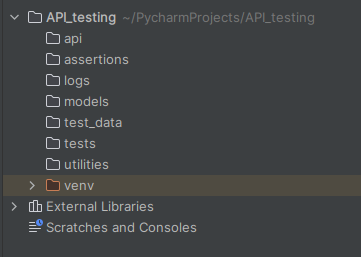 API_testing ~/PycharmProjects/API_testing
api
assertions
logs
models
test_data
tests
utilities
venv
External Libraries
Scratches and Consoles